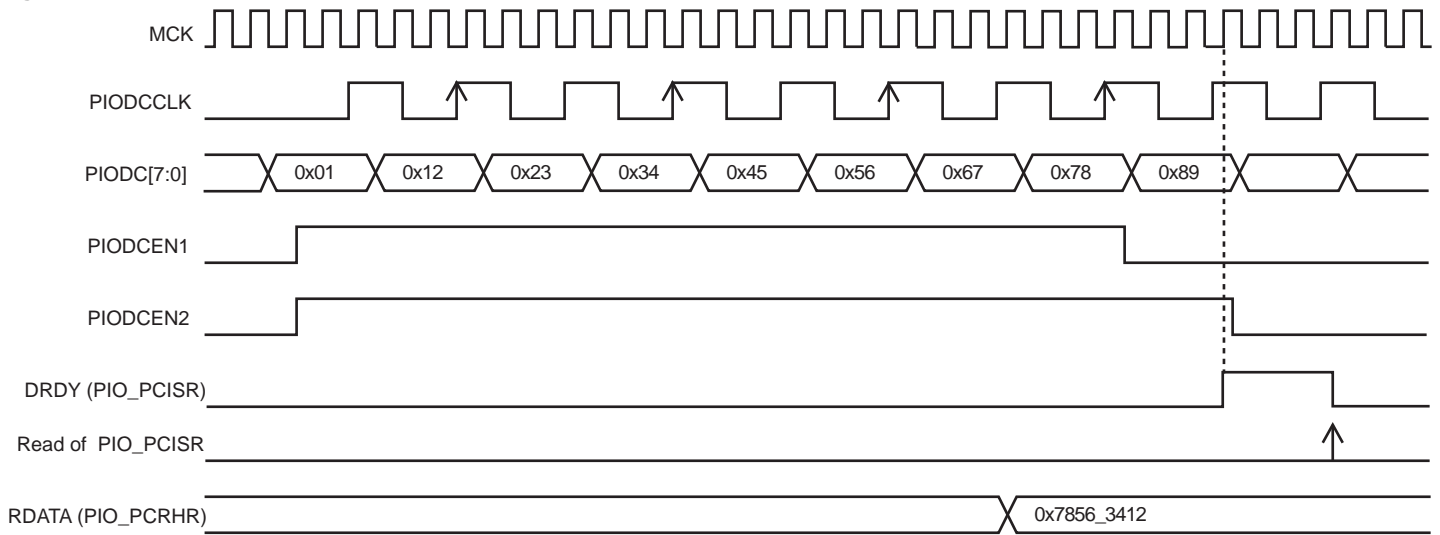 MCK
PIODCCLK
PIODC[7:0] 0x01 0x12 0x23 0x34 0x45 0x56 0x67 0x78 0x89
PIODCEN1
PIODCEN2
DRDY (PIO_PCISR)
Read of PIO_PCISR
RDATA (PIO_PCRHR) 0x7856_3412